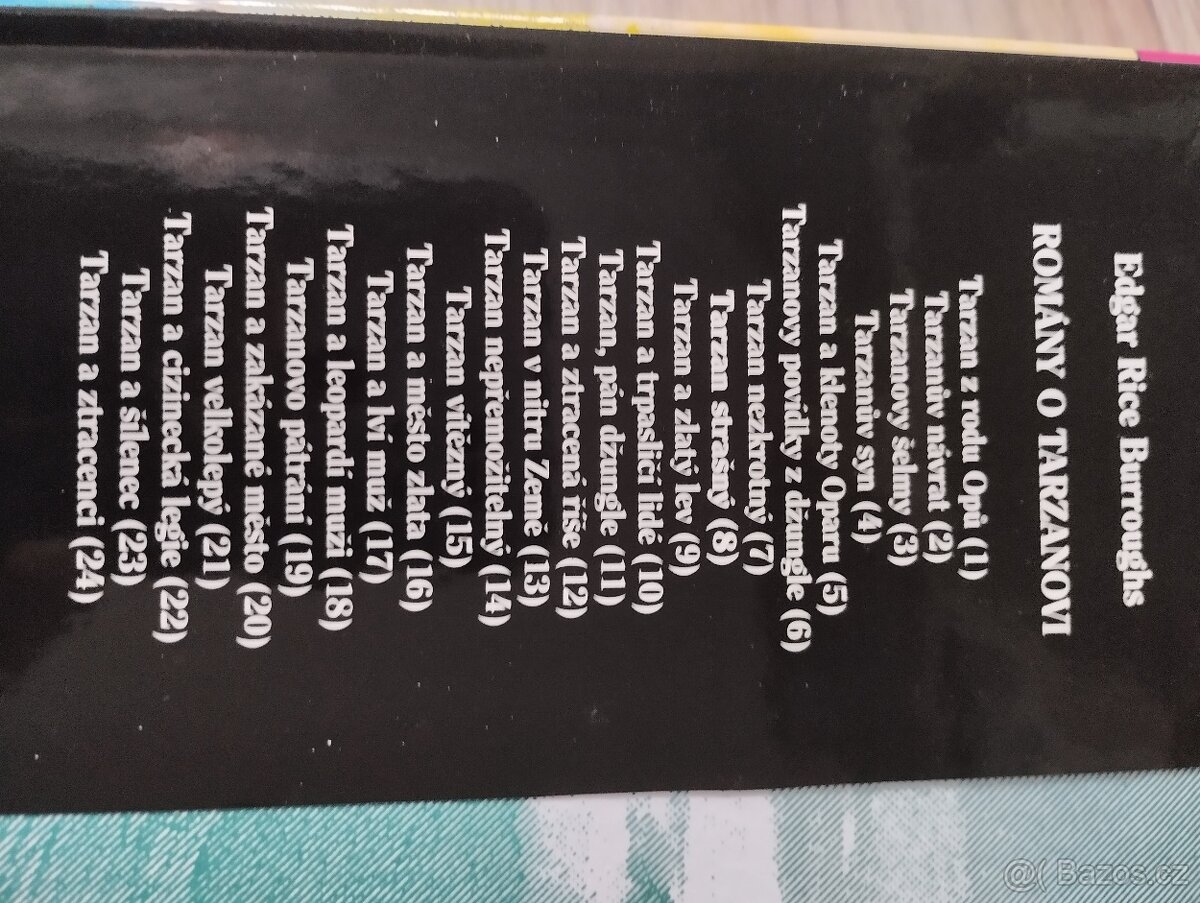 Edgar Rice Burroughs
ROMÁNY O TARZANOVI
Tarzan z rodu Opů (1)
Tarzanův návrat (2)
Tarzanovy šelmy (3)
Tarzanův syn (4)
Tarzan a klenoty Oparu (5)
Tarzanovy povídky z džungle (6)
Tarzan nezkrotný (7)
Tarzan strašný (8)
Tarzan a zlatý lev (9)
Tarzan a trpasličí lidé (10)
Tarzan, pán džungle (11)
Tarzan a ztracená říše (12)
Tarzan v nitru Země (13)
Tarzan nepřemožitelný (14)
Tarzan vítězný (15)
Tarzan a město zlata (16)
Tarzan a lví muž (17)
Tarzan a leopardí muži (18)
Tarzanovo pátrání (19)
Tarzan a zakázané město (20)
Tarzan velkolepý (21)
Tarzan a cizinecká legie (22)
Tarzan a šílenec (23)
Tarzan a ztracenci (24)
@( Bazos.cz